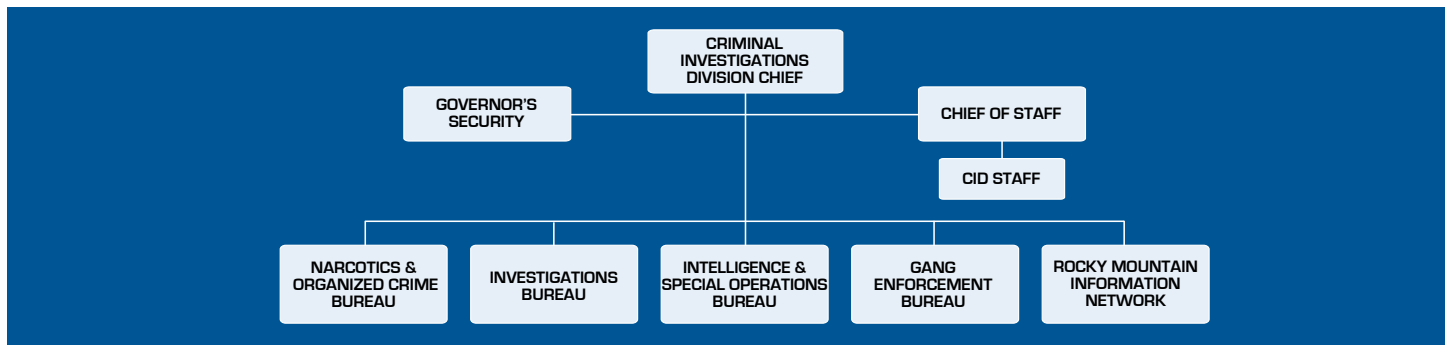 CRIMINAL
INVESTIGATIONS
DIVISION CHIEF
GOVERNOR'S
SECURITY
CHIEF OF STAFF
CID STAFF
NARCOTICS &
ORGANIZED CRIME
BUREAU
INVESTIGATIONS
BUREAU
INTELLIGENCE &
SPECIAL OPERATIONS
BUREAU
GANG
ENFORCEMENT
BUREAU
ROCKY MOUNTAIN
INFORMATION
NETWORK